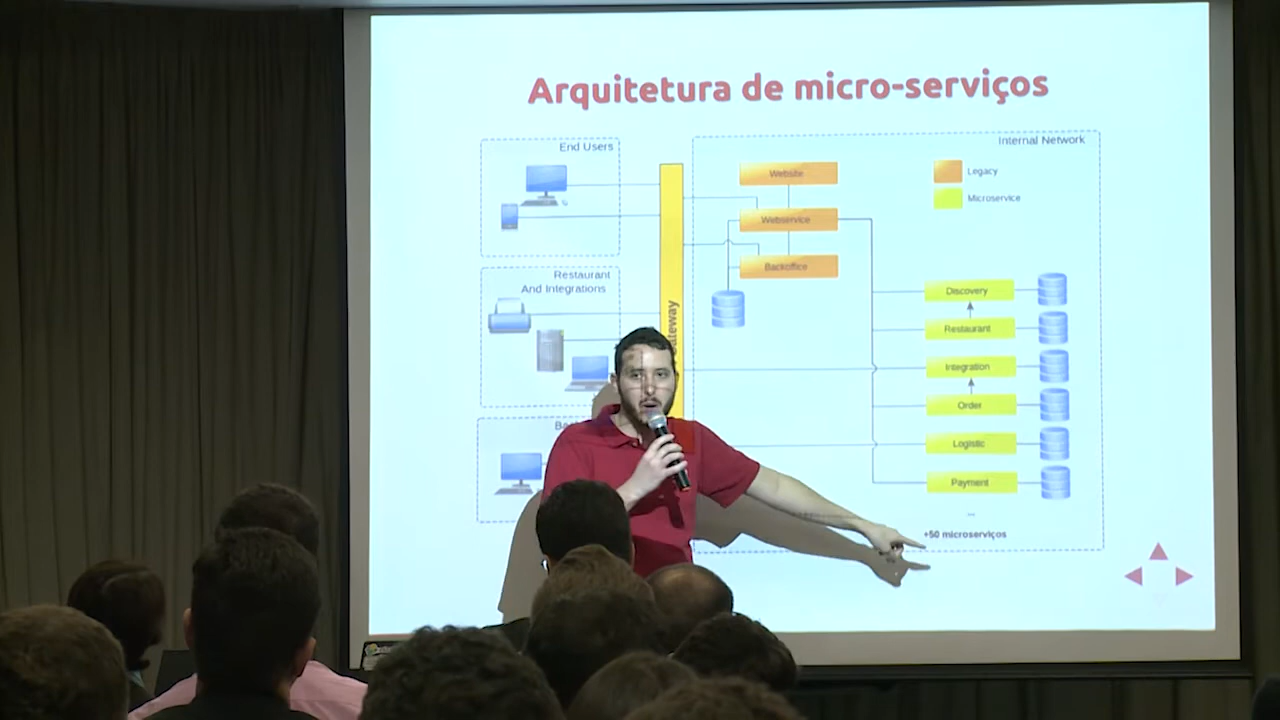 Arquitetura de micro-serviços
End Users
Internal Network
Website
Legacy
Webservice
Microservice
Backoffice
Restaurant
And Integrations
Discovery
Restaurant
Integration
Order
Logistic
Payment
+50 microserviços